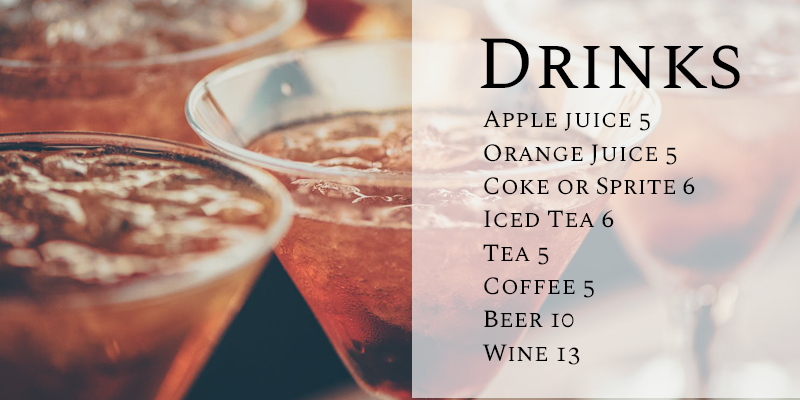 Drinks
Apple juice 5
Orange Juice 5
Coke or Sprite 6
Iced Tea 6
Tea 5
Coffee 5
Beer 10
Wine 13